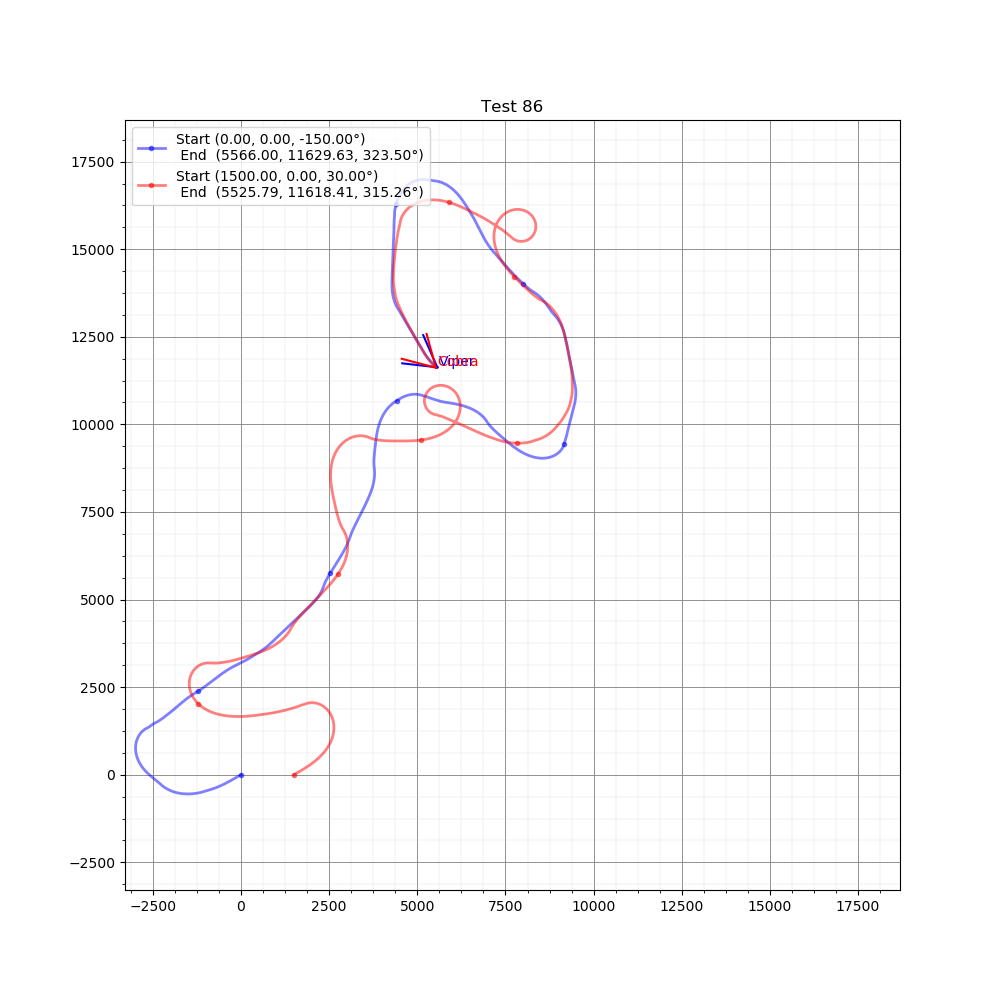 Test 86
Start (0.00, 0.00, -150.00°)
End (5566.00, 11629.63, 323.50°)
Start (1500.00, 0.00, 30.00°)
End (5525.79, 11618.41, 315.26°)
17500
15000
12500
10000
7500
5000
2500
0
−2500
Viper
Cobra
−2500 0 2500 5000 7500 10000 12500 15000 17500